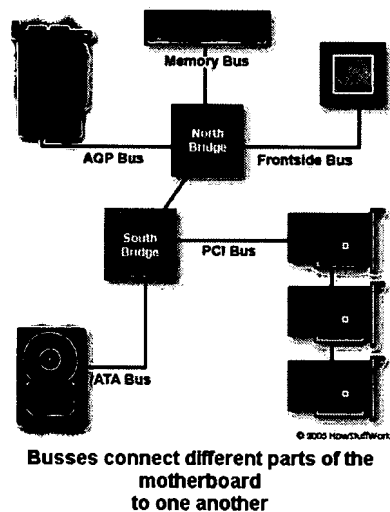 Memory Bus
North
Bridge
AGP Bus
Frontside Bus
South
Bridge
PCI Bus
ATA Bus
© 2005 HowStuffWork
Busses connect different parts of the
motherboard
to one another